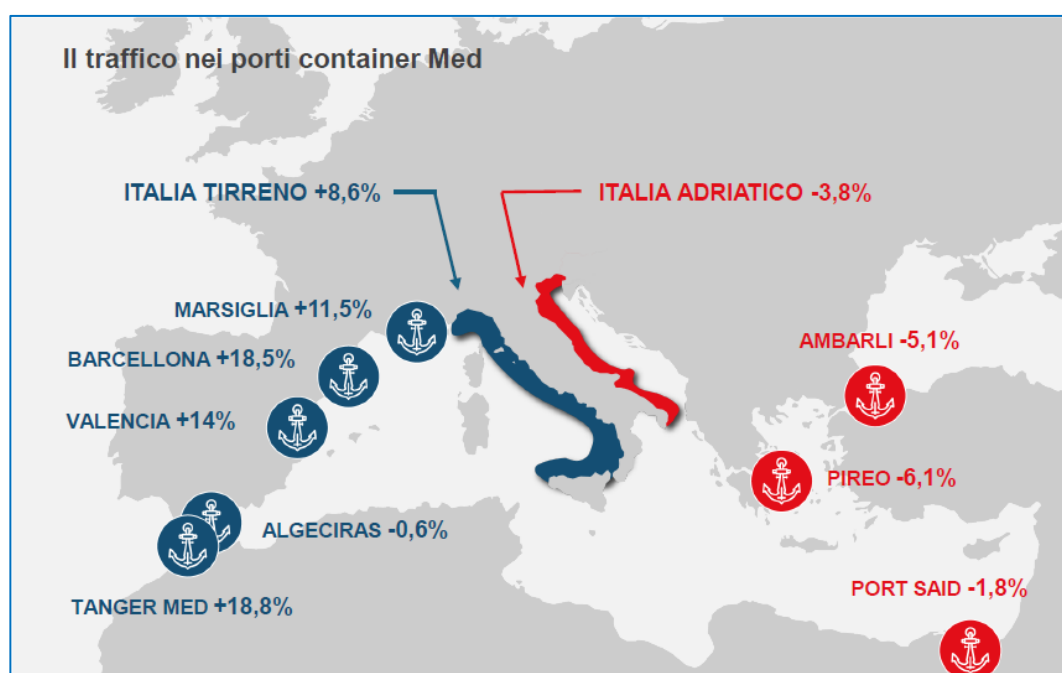 Il traffico nei porti container Med
ITALIA TIRRENO +8,6%
ITALIA ADRIATICO -3,8%
MARSIGLIA +11,5%
BARCELLONA +18,5%
VALENCIA +14%
ALGECIRAS -0,6%
TANGER MED +18,8%
AMBARLI -5,1%
PIREO -6,1%
PORT SAID -1,8%